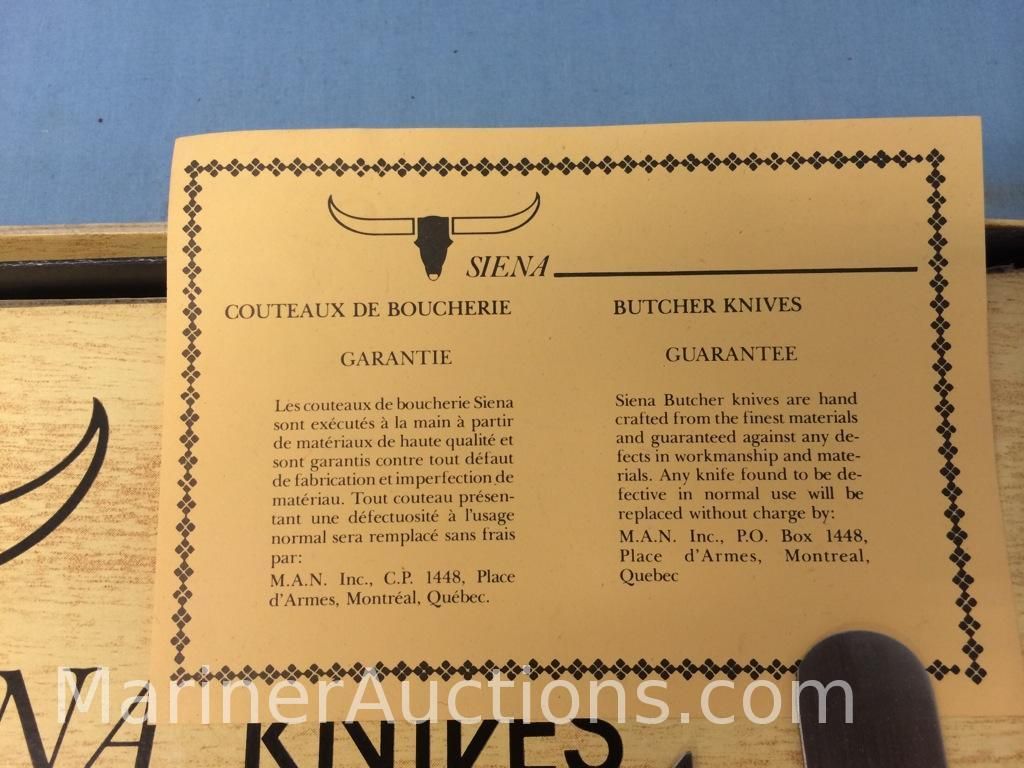 SIENA
COUTEAUX DE BOUCHERIE
GARANTIE
Les couteaux de boucherie Siena
sont exécutés à la main à partir
de matériaux de haute qualité et
sont garantis contre tout défaut
de fabrication et imperfection de
matériau. Tout couteau présen-
tant une défectuosité à l'usage
normal sera remplacé sans frais
par:
M.A.N. Inc., C.P. 1448, Place
d'Armes, Montréal, Québec.
BUTCHER KNIVES
GUARANTEE
Siena Butcher knives are hand
crafted from the finest materials
and guaranteed against any de-
fects in workmanship and mate-
rials. Any knife found to be de-
fective in normal use will be
replaced without charge by:
M.A.N. Inc., P.O. Box 1448,
Place d'Armes, Montreal,
Quebec
MarinerAuctions.com
NA KNIVES